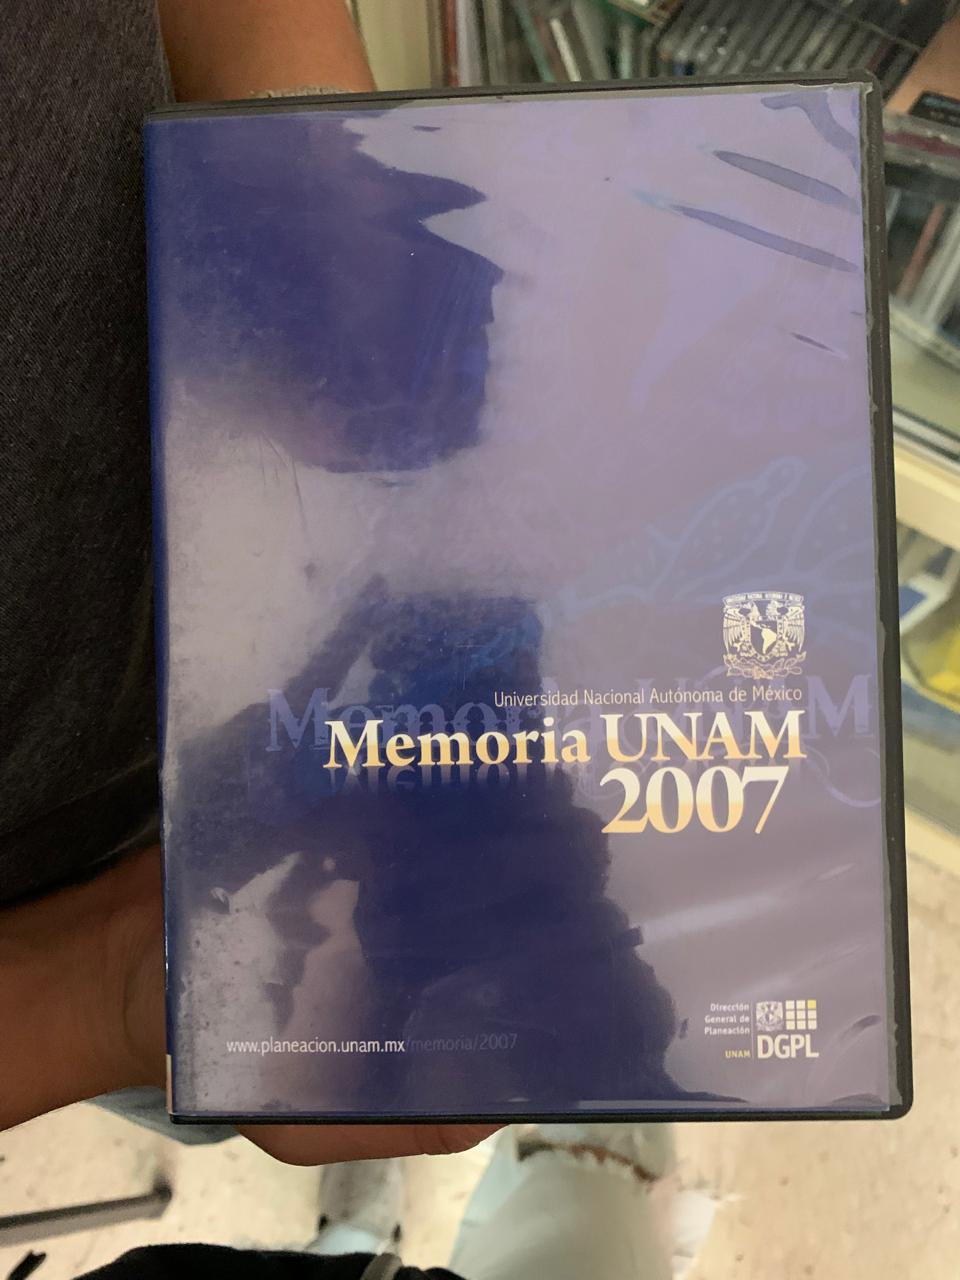 Universidad Nacional Autónoma de México
Memoria UNAM
2007
www.planeacion.unam.mx/memoria/2007
Dirección
General de
Planeación
UNAM
DGPL